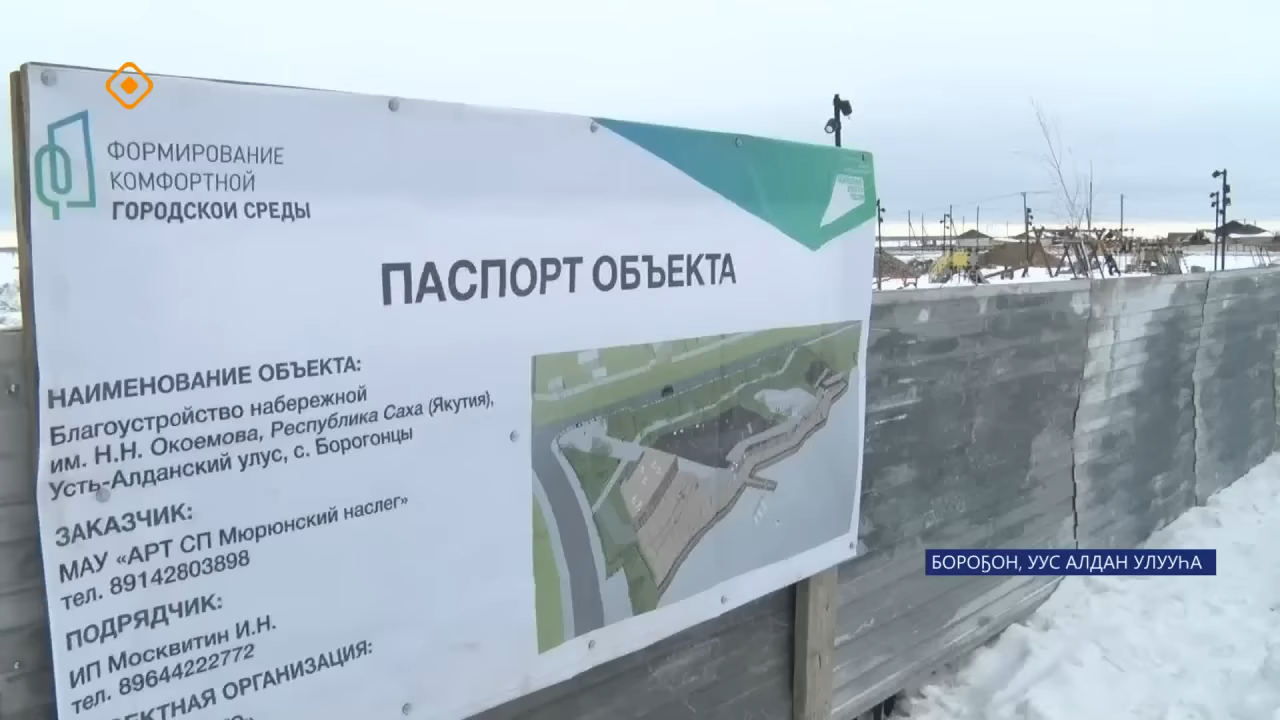 ФОРМИРОВАНИЕ
КОМФОРТНОЙ
ГОРОДСКОЙ СРЕДЫ
ПАСПОРТ ОБЪЕКТА
НАИМЕНОВАНИЕ ОБЪЕКТА:
Благоустройство набережной
им. Н.Н. Окоемова, Республика Саха (Якутия),
Усть-Алданский улус, с. Борогонцы
ЗАКАЗЧИК:
МАУ «АРТ СП Мюрюнский наслег»
тел. 89142803898
ПОДРЯДЧИК:
ИП Москвитин И.Н.
тел. 89644222772
ЕКТНАЯ ОРГАНИЗАЦИЯ:
БОРОҔОН, УУС АЛДАН УЛУУҺА